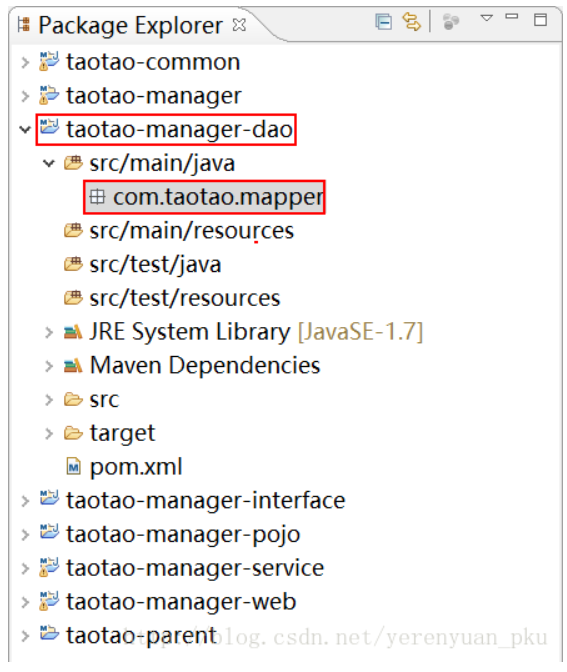 Package Explorer
taotao-common
taotao-manager
taotao-manager-dao
src/main/java
com.taotao.mapper
src/main/resources
src/test/java
src/test/resources
JRE System Library [JavaSE-1.7]
Maven Dependencies
src
target
pom.xml
taotao-manager-interface
taotao-manager-pojo
taotao-manager-service
taotao-manager-web
taotao-parent
http://blog.csdn.net/yerenyuan_pku